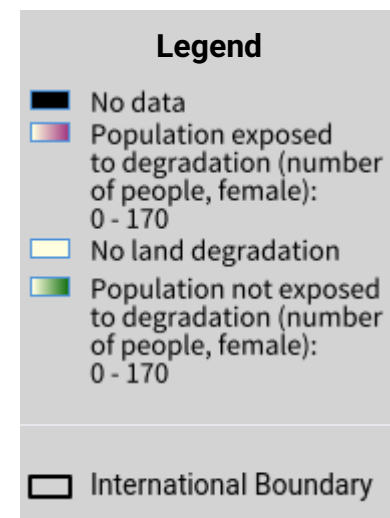 Legend
No data
Population exposed
to degradation (number
of people, female):
0 - 170
No land degradation
Population not exposed
to degradation (number
of people, female):
0 - 170
International Boundary